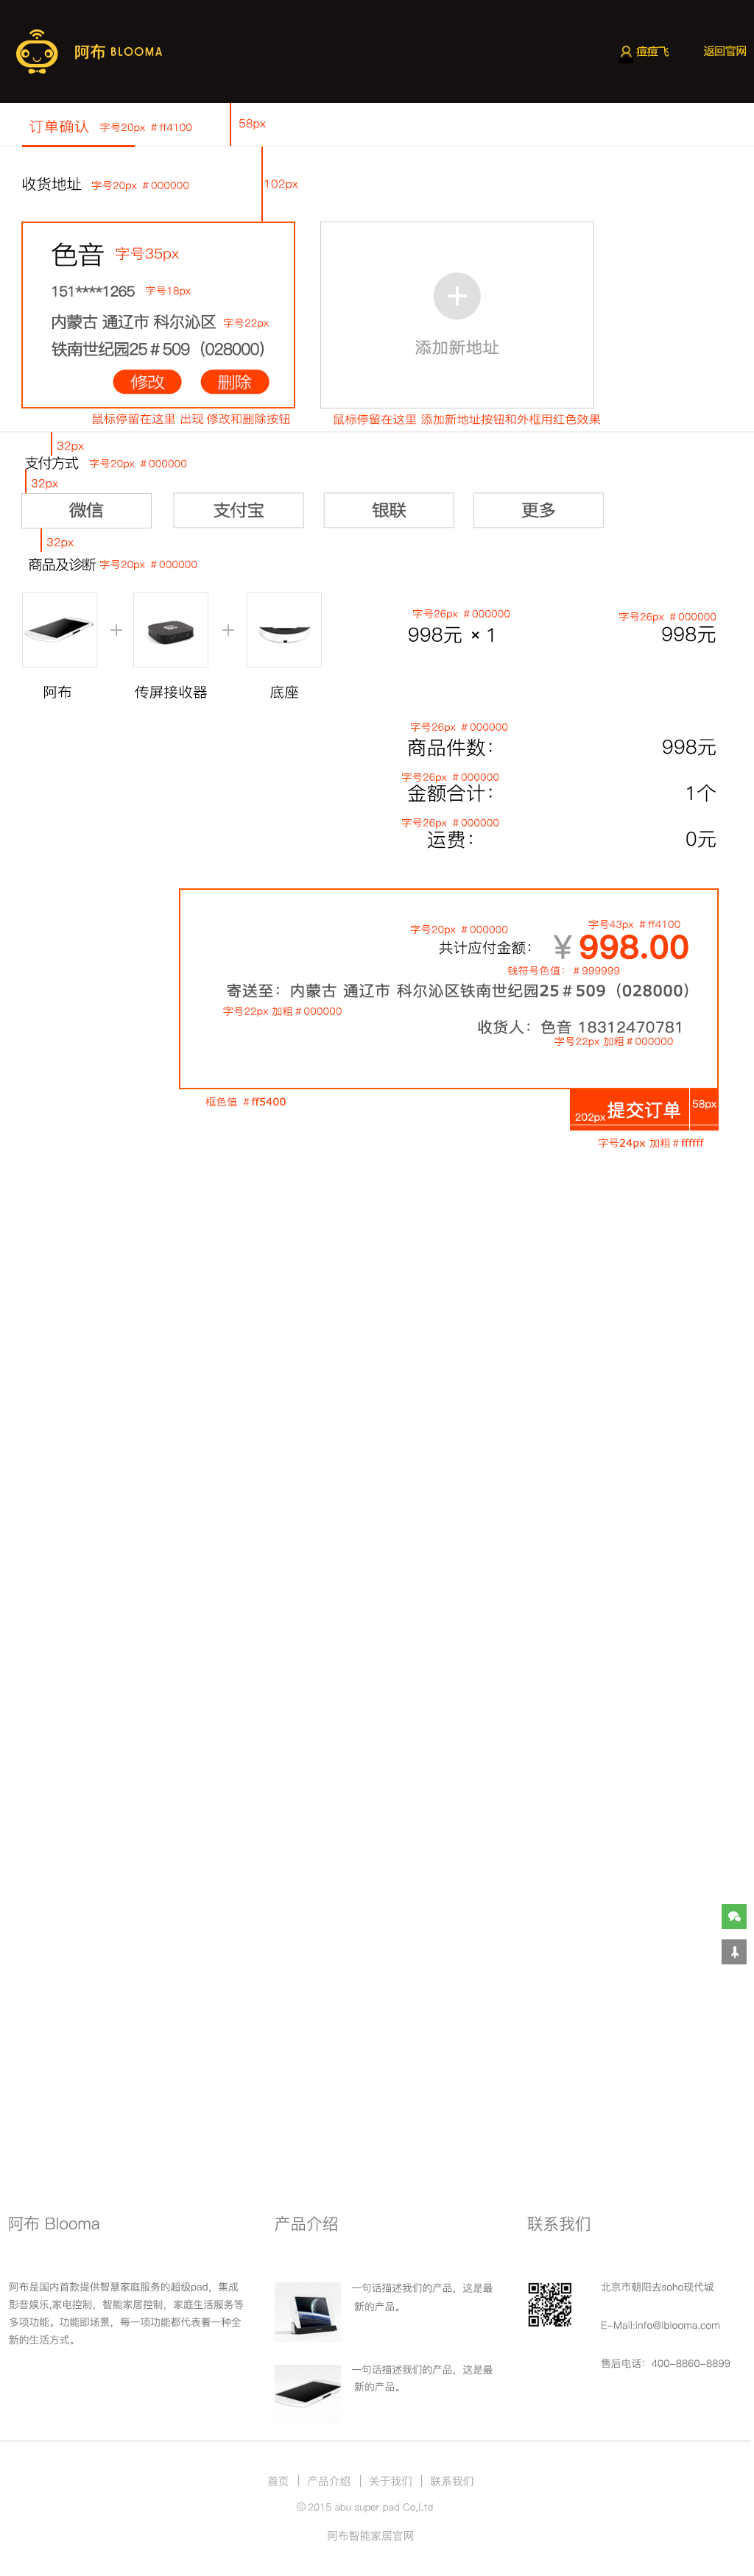 阿布 BLOOMA
痘痘飞
返回官网
订单确认 字号20px #ff4100
58px
收货地址 字号20px #000000
102px
色音 字号35px
151****1265 字号18px
内蒙古 通辽市 科尔沁区 字号22px
铁南世纪园25#509（028000）
修改 删除
添加新地址
鼠标停留在这里 出现 修改和删除按钮
鼠标停留在这里 添加新地址按钮和外框用红色效果
32px
支付方式 字号20px #000000
32px
微信 支付宝 银联 更多
32px
商品及诊断 字号20px #000000
字号26px #000000
字号26px #000000
998元 × 1 998元
阿布 传屏接收器 底座
字号26px #000000
商品件数： 998元
字号26px #000000
金额合计： 1个
字号26px #000000
运费： 0元
字号20px #000000
字号43px #ff4100
共计应付金额： ￥998.00
钱符号色值： #999999
寄送至：内蒙古 通辽市 科尔沁区铁南世纪园25#509（028000）
字号22px 加粗#000000
收货人：色音 18312470781
字号22px 加粗#000000
框色值 #ff5400
202px 提交订单 58px
字号24px 加粗#ffffff
阿布 Blooma
阿布是国内首款提供智慧家庭服务的超级pad，集成
影音娱乐,家电控制，智能家居控制，家庭生活服务等
多项功能。功能即场景，每一项功能都代表着一种全
新的生活方式。
产品介绍
一句话描述我们的产品，这是最
新的产品。
一句话描述我们的产品，这是最
新的产品。
联系我们
北京市朝阳去soho现代城
E-Mail:info@iblooma.com
售后电话：400-8860-8899
首页 | 产品介绍 | 关于我们 | 联系我们
© 2015 abu super pad Co,Ltd
阿布智能家居官网